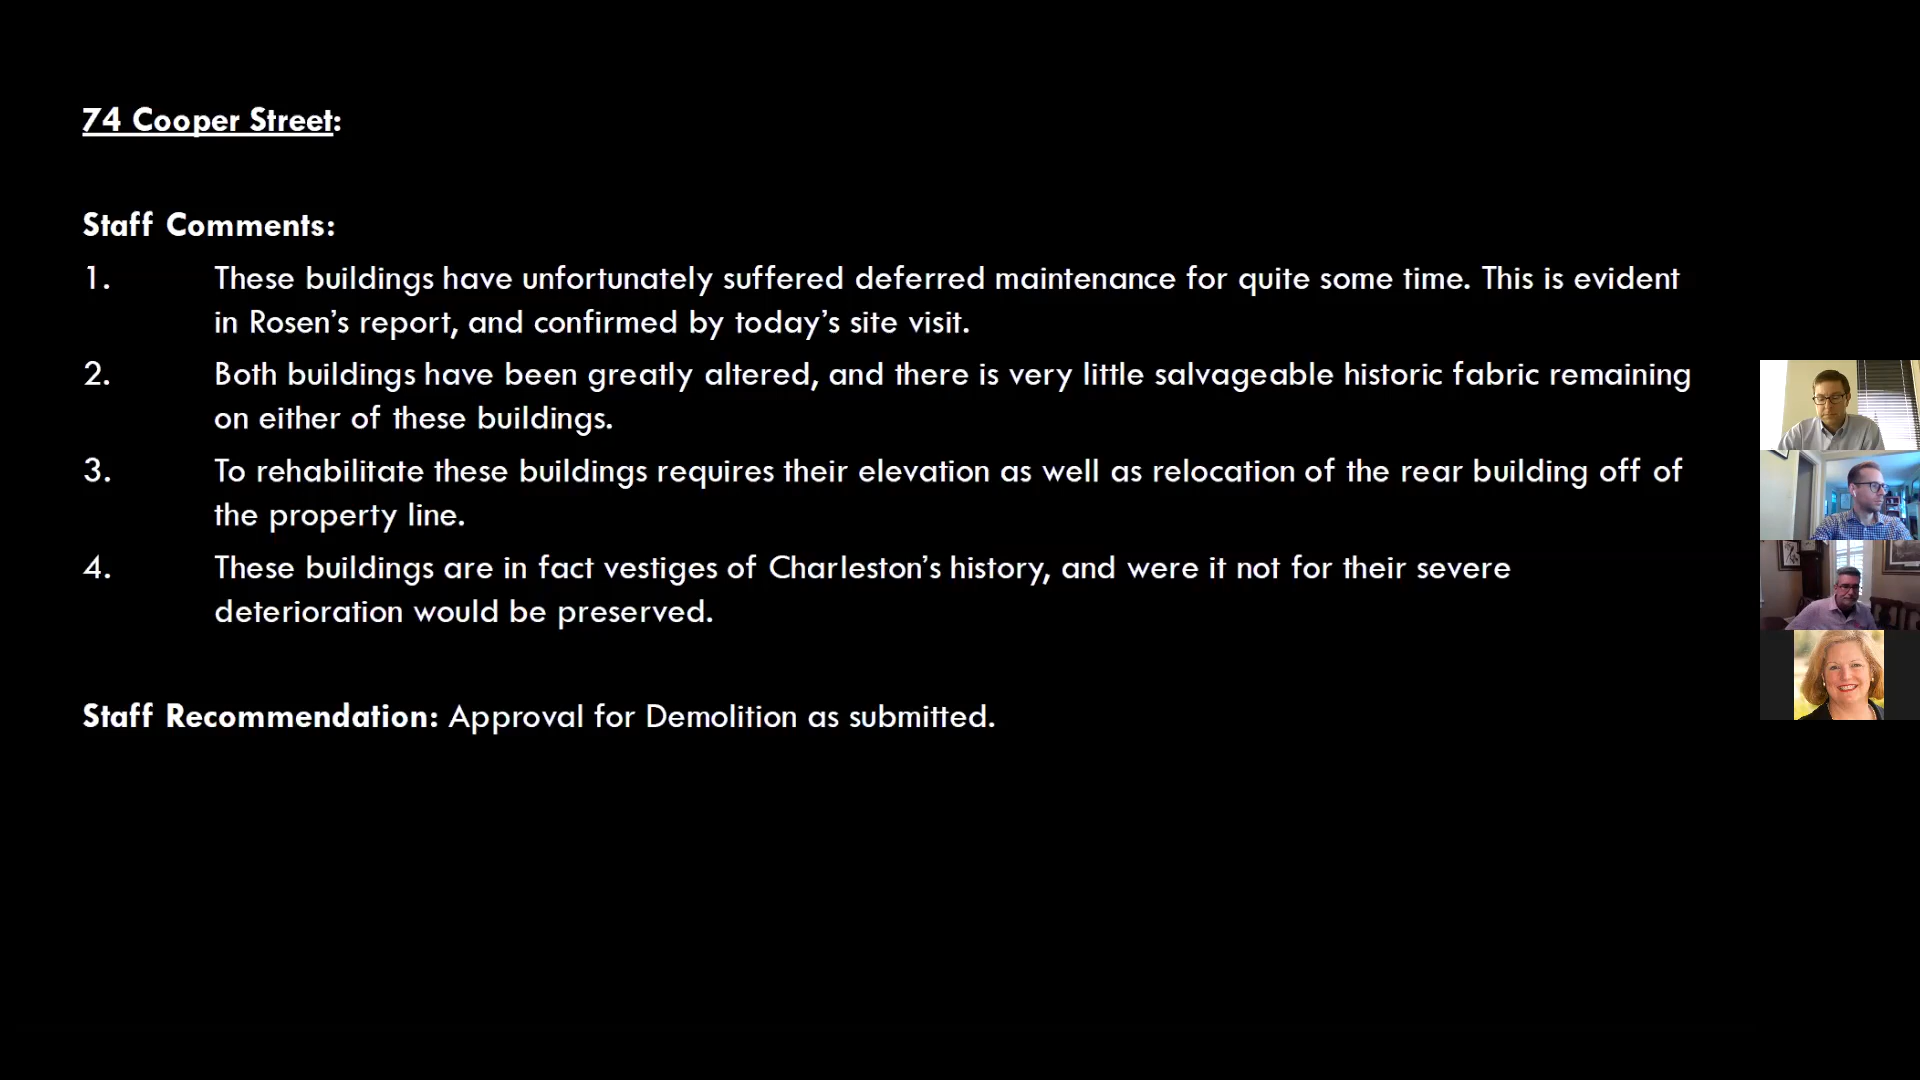 74 Cooper Street:
Staff Comments:
1. These buildings have unfortunately suffered deferred maintenance for quite some time. This is evident
in Rosen’s report, and confirmed by today’s site visit.
2. Both buildings have been greatly altered, and there is very little salvageable historic fabric remaining
on either of these buildings.
3. To rehabilitate these buildings requires their elevation as well as relocation of the rear building off of
the property line.
4. These buildings are in fact vestiges of Charleston’s history, and were it not for their severe
deterioration would be preserved.
Staff Recommendation: Approval for Demolition as submitted.